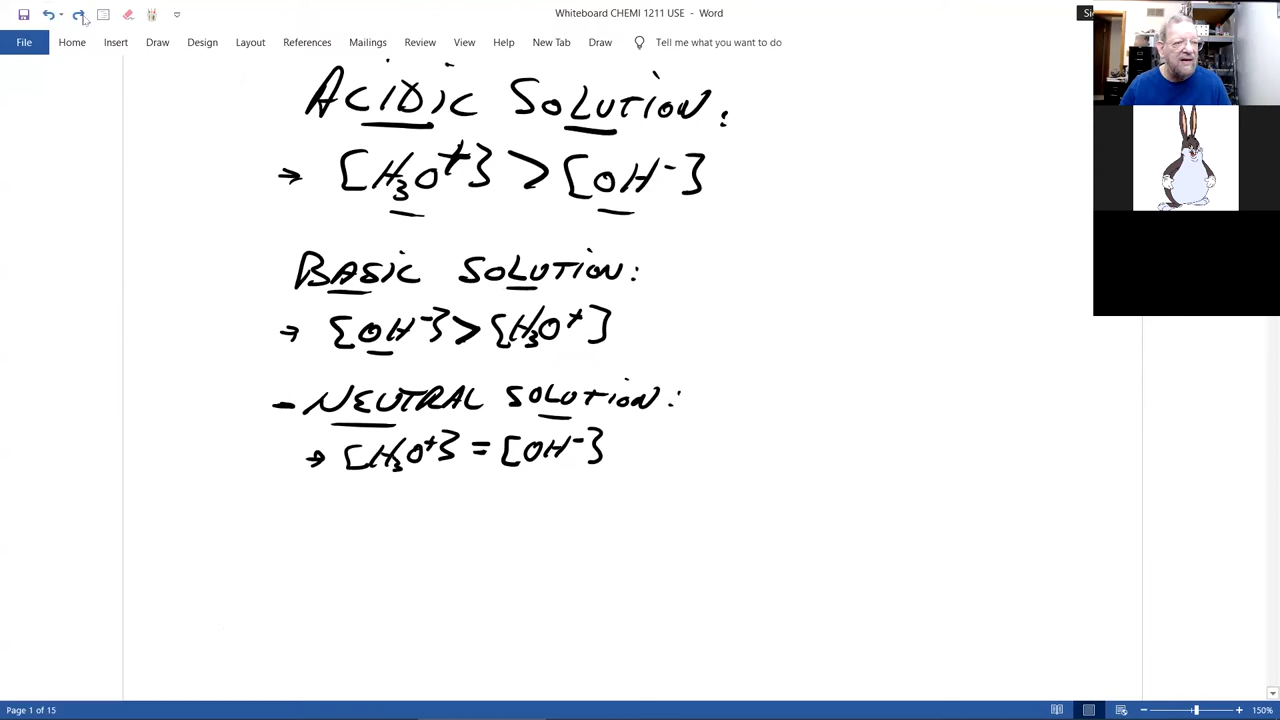 Whiteboard CHEMI 1211 USE - Word
Si
File Home Insert Draw Design Layout References Mailings Review View Help New Tab Draw Tell me what you want to do
ACIDIC SOLUTION:
→ [H₃O⁺] > [OH⁻]
BASIC SOLUTION:
→ [OH⁻] > [H₃O⁺]
- NEUTRAL SOLUTION:
→ [H₃O⁺] = [OH⁻]
Page 1 of 15
150%